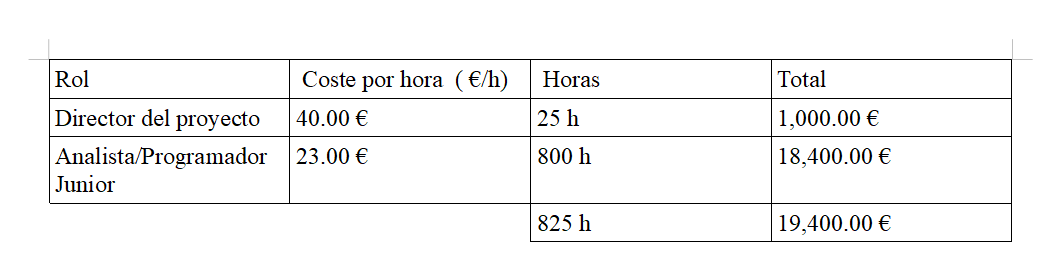 Rol Coste por hora ( €/h) Horas Total
Director del proyecto 40.00 € 25 h 1,000.00 €
Analista/Programador 23.00 € 800 h 18,400.00 €
Junior
825 h 19,400.00 €